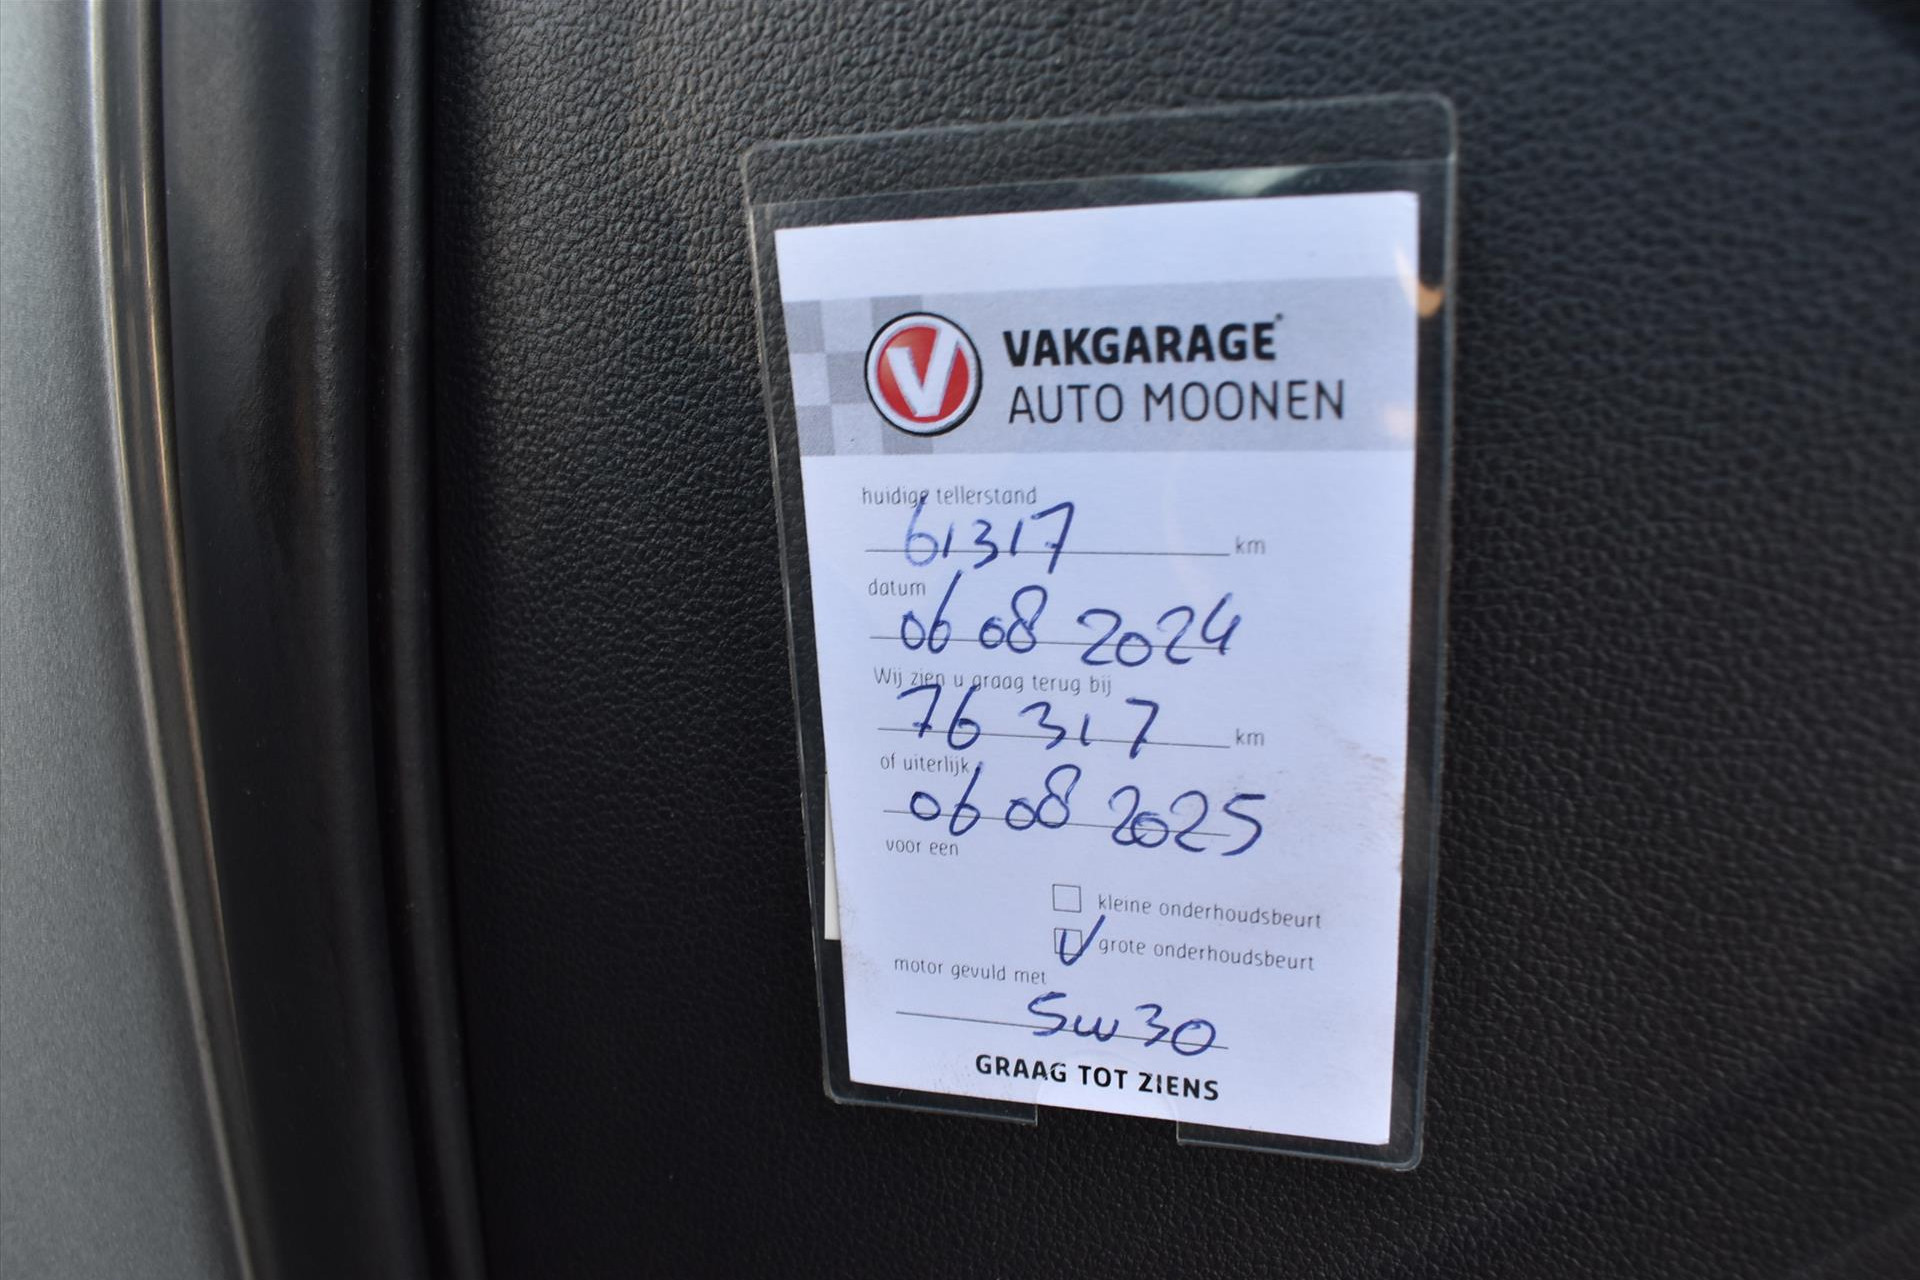 V VAKGARAGE®
AUTO MOONEN
huidige tellerstand
61317 km
datum
06 08 2024
Wij zien u graag terug bij
76 317 km
of uiterlijk
06 08 2025
voor een
kleine onderhoudsbeurt
V grote onderhoudsbeurt
motor gevuld met
5w30
GRAAG TOT ZIENS